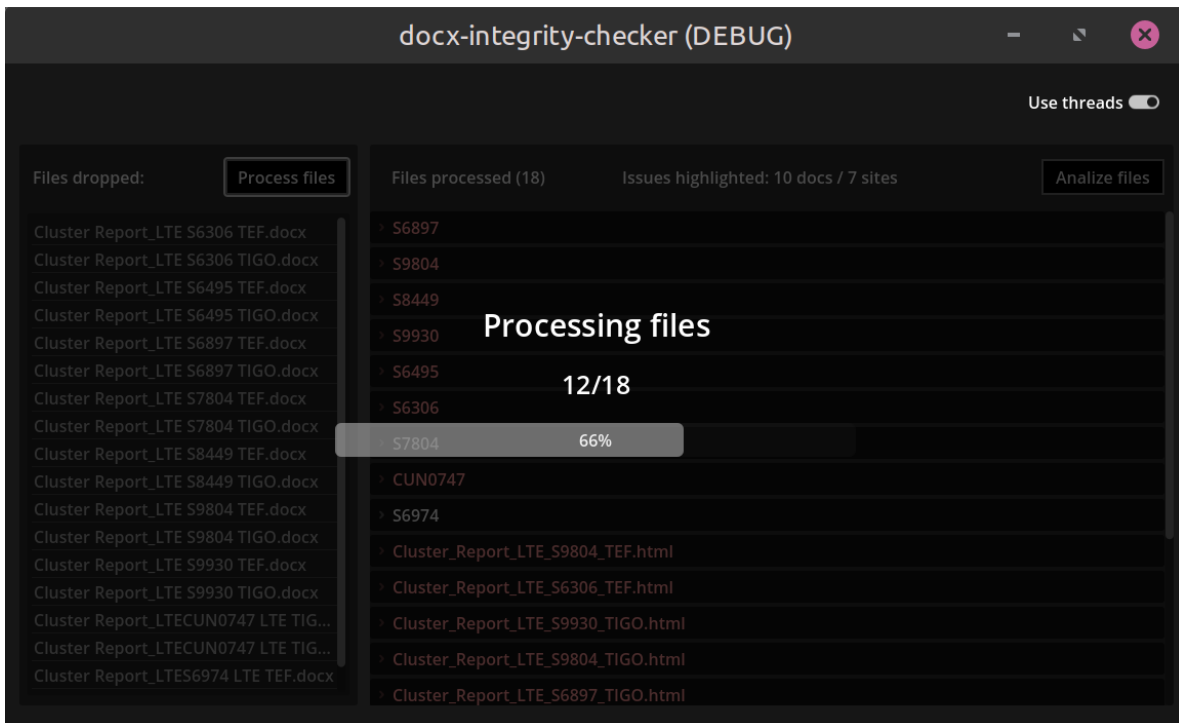 docx-integrity-checker (DEBUG)
Use threads
Files dropped:
Process files
Cluster Report_LTE S6306 TEF.docx
Cluster Report_LTE S6306 TIGO.docx
Cluster Report_LTE S6495 TEF.docx
Cluster Report_LTE S6495 TIGO.docx
Cluster Report_LTE S6897 TEF.docx
Cluster Report_LTE S6897 TIGO.docx
Cluster Report_LTE S7804 TEF.docx
Cluster Report_LTE S7804 TIGO.docx
Cluster Report_LTE S8449 TEF.docx
Cluster Report_LTE S8449 TIGO.docx
Cluster Report_LTE S9804 TEF.docx
Cluster Report_LTE S9804 TIGO.docx
Cluster Report_LTE S9930 TEF.docx
Cluster Report_LTE S9930 TIGO.docx
Cluster Report_LTECUN0747 LTE TIG...
Cluster Report_LTECUN0747 LTE TIG...
Cluster Report_LTES6974 LTE TEF.docx
Files processed (18)
Issues highlighted: 10 docs / 7 sites
Analize files
S6897
S9804
S8449
S9930
S6495
S6306
S7804
CUN0747
S6974
Cluster_Report_LTE_S9804_TEF.html
Cluster_Report_LTE_S6306_TEF.html
Cluster_Report_LTE_S9930_TIGO.html
Cluster_Report_LTE_S9804_TIGO.html
Cluster_Report_LTE_S6897_TIGO.html
Processing files
12/18
66%